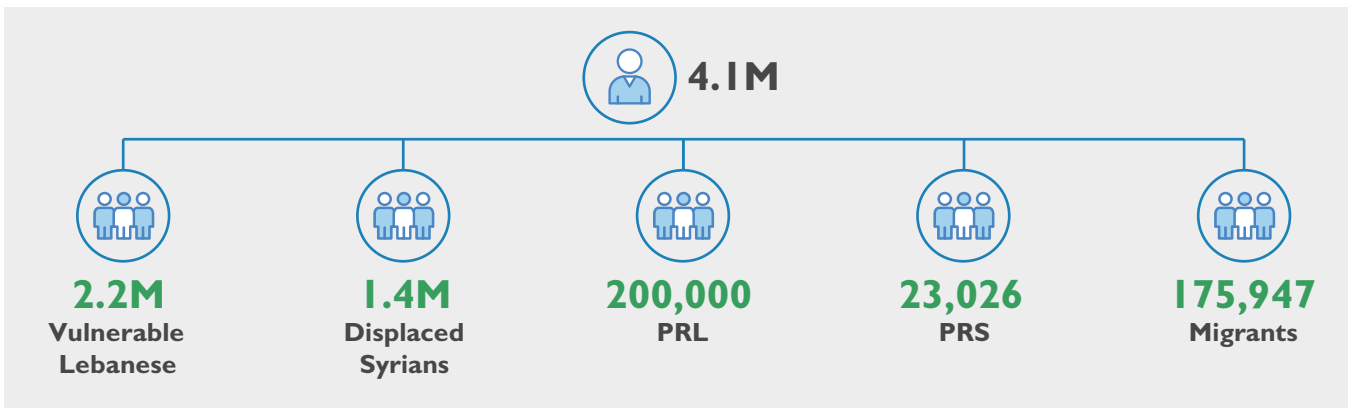 4.1M
2.2M
Vulnerable
Lebanese
1.4M
Displaced
Syrians
200,000
PRL
23,026
PRS
175,947
Migrants